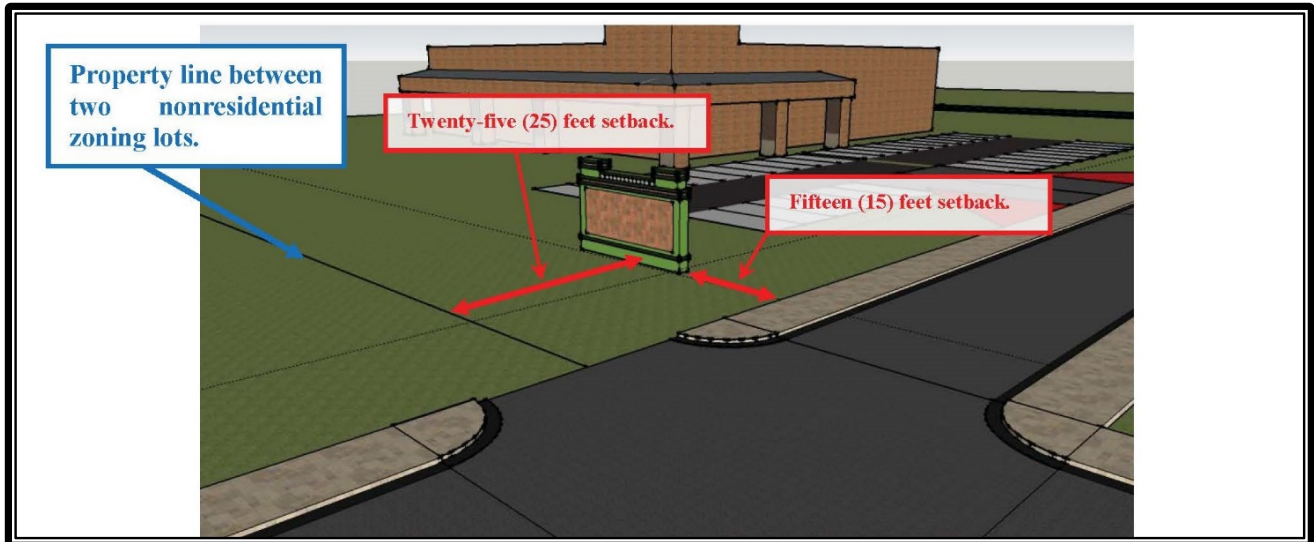 Property line between
two nonresidential
zoning lots.
Twenty-five (25) feet setback.
Fifteen (15) feet setback.